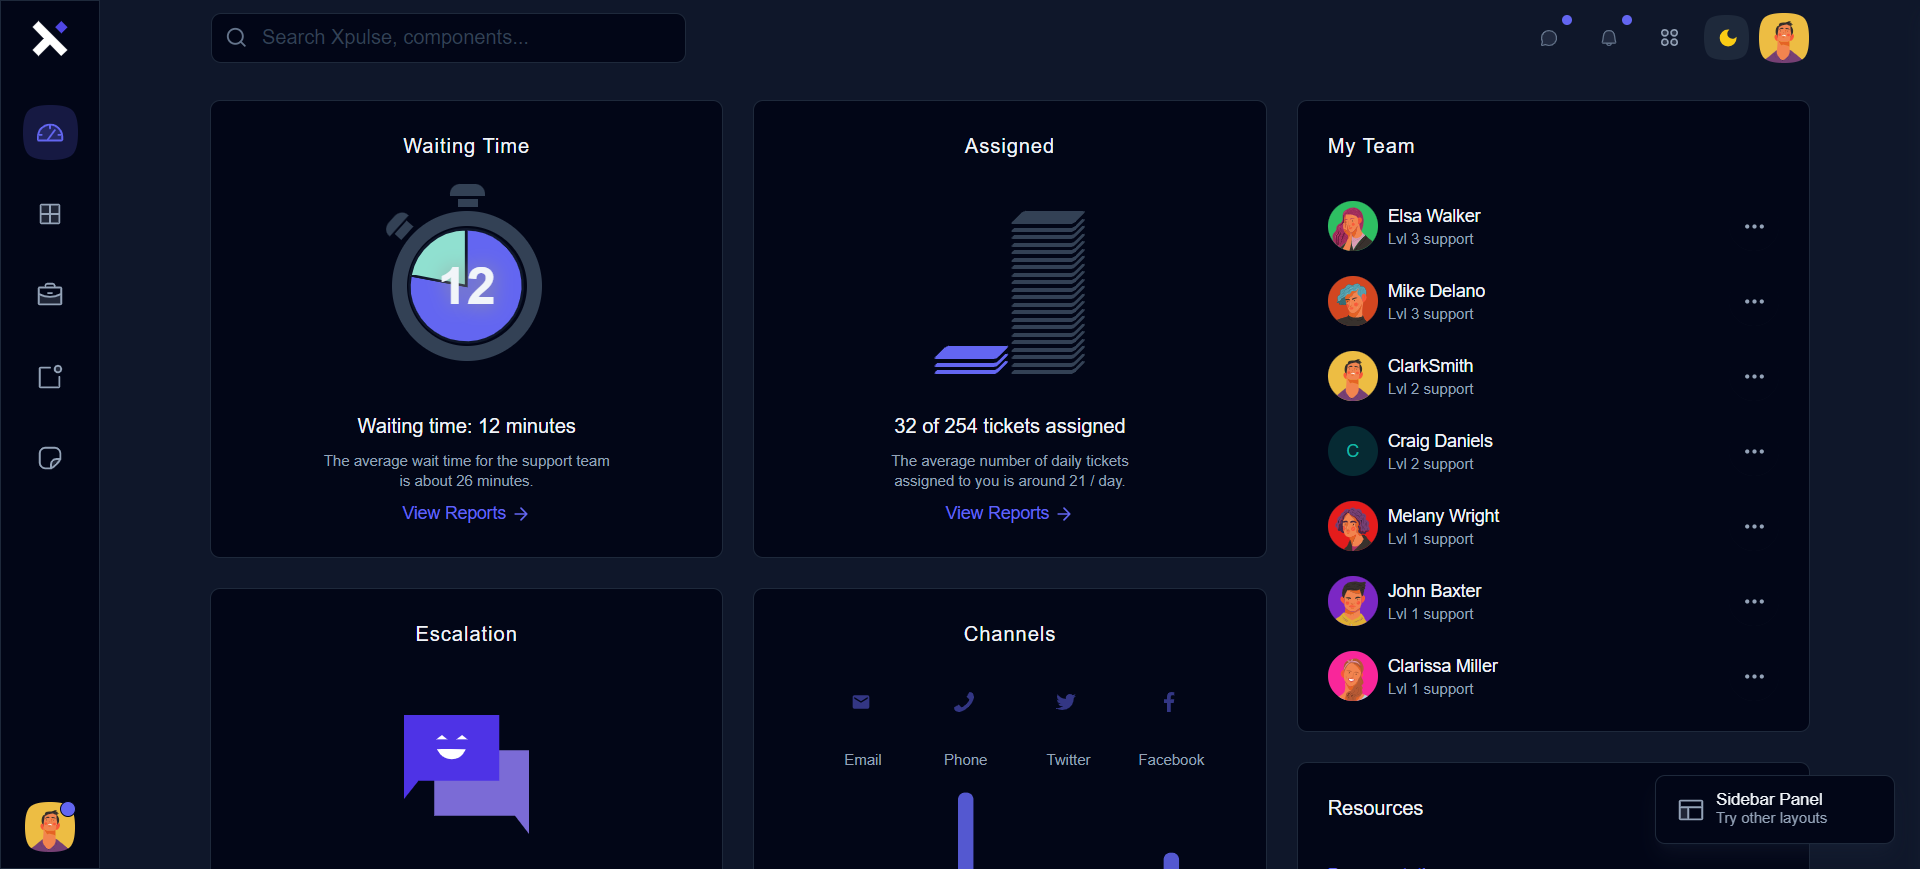 Search Xpulse, components...
Waiting Time
12
Waiting time: 12 minutes
The average wait time for the support team
is about 26 minutes.
View Reports
Assigned
32 of 254 tickets assigned
The average number of daily tickets
assigned to you is around 21 / day.
View Reports
My Team
Elsa Walker
Lvl 3 support
Mike Delano
Lvl 3 support
ClarkSmith
Lvl 2 support
C
Craig Daniels
Lvl 2 support
Melany Wright
Lvl 1 support
John Baxter
Lvl 1 support
Clarissa Miller
Lvl 1 support
Escalation
Channels
Email
Phone
Twitter
Facebook
Resources
Sidebar Panel
Try other layouts